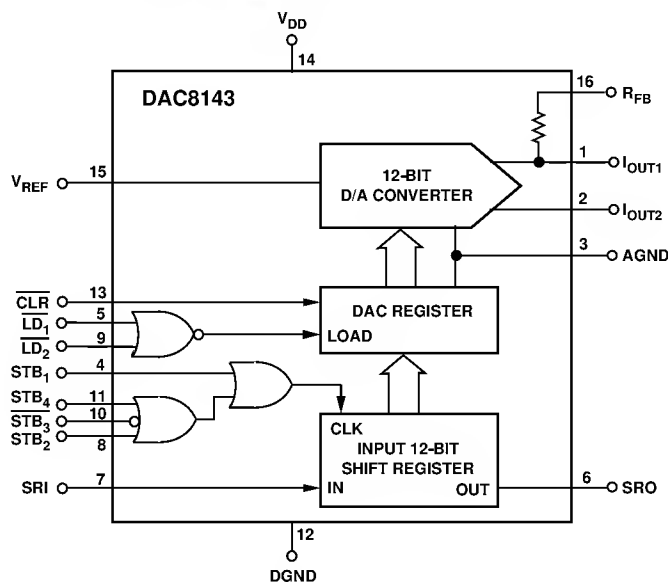 VDD
14
DAC8143
16
RFB
12-BIT
D/A CONVERTER
1
IOUT1
VREF
15
2
IOUT2
3
AGND
CLR
13
DAC REGISTER
LD1
5
LOAD
LD2
9
STB1
4
STB4
11
STB3
10
STB2
8
CLK
INPUT 12-BIT
SHIFT REGISTER
SRI
7
IN
OUT
6
SRO
12
DGND